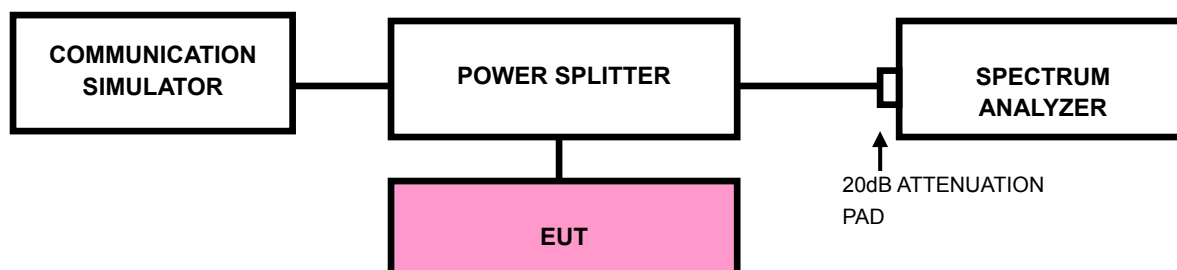 COMMUNICATION
SIMULATOR
POWER SPLITTER
SPECTRUM
ANALYZER
20dB ATTENUATION
PAD
EUT